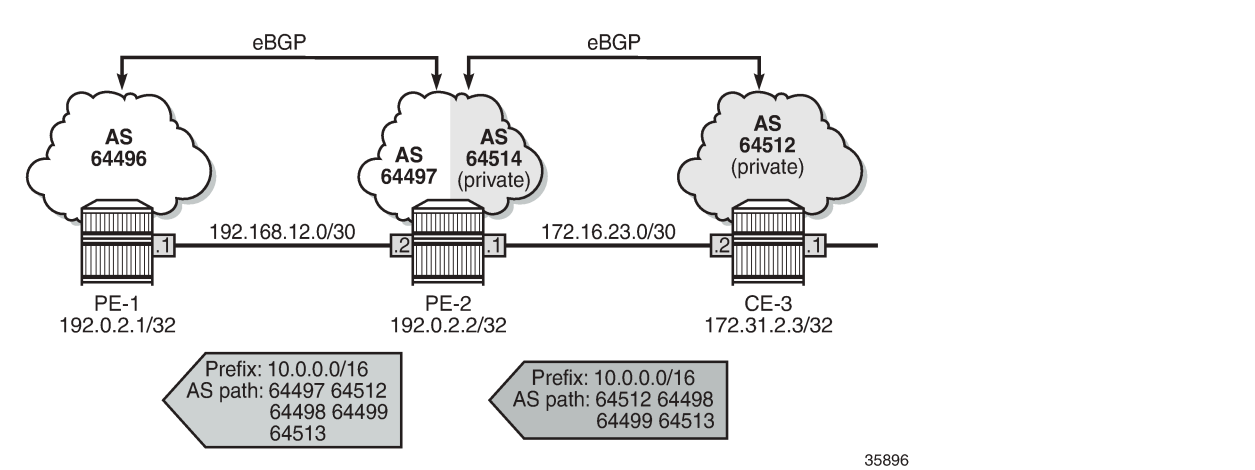 eBGP
eBGP
AS
64496
AS
64497
AS
64514
(private)
AS
64512
(private)
192.168.12.0/30
172.16.23.0/30
.1
.2
.1
.2
.1
PE-1
192.0.2.1/32
PE-2
192.0.2.2/32
CE-3
172.31.2.3/32
Prefix: 10.0.0.0/16
AS path: 64497 64512
64498 64499
64513
Prefix: 10.0.0.0/16
AS path: 64512 64498
64499 64513
35896